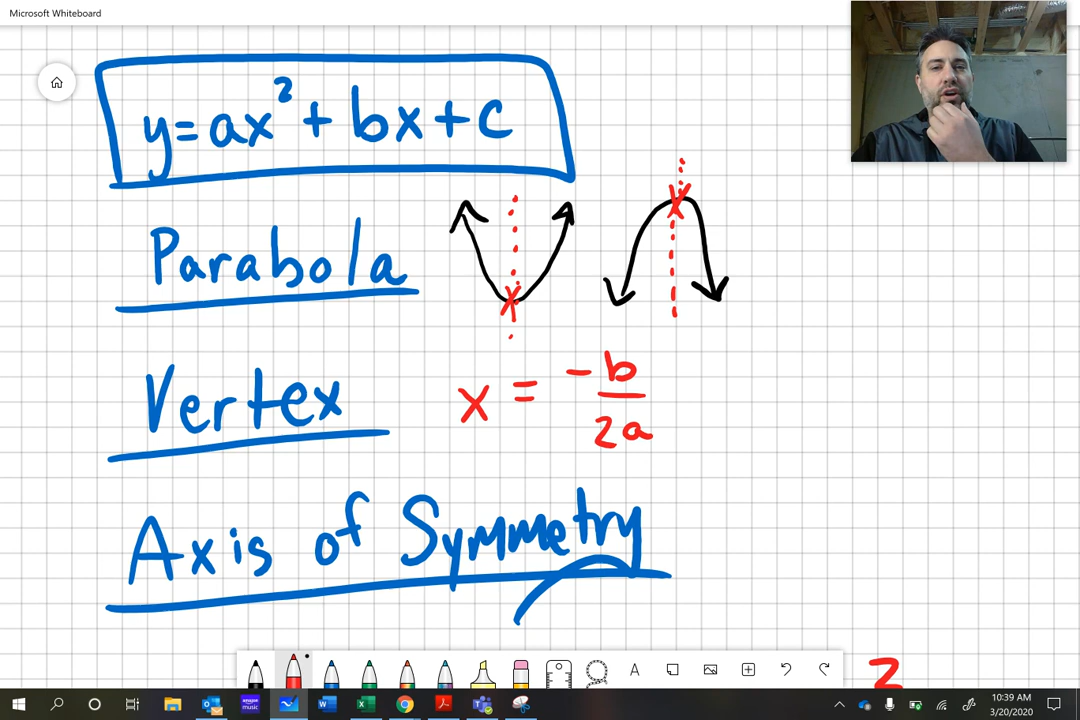 Microsoft Whiteboard
y=ax²+bx+c
Parabola
Vertex
x = -b/2a
Axis of Symmetry
A
2
10:39 AM
3/20/2020